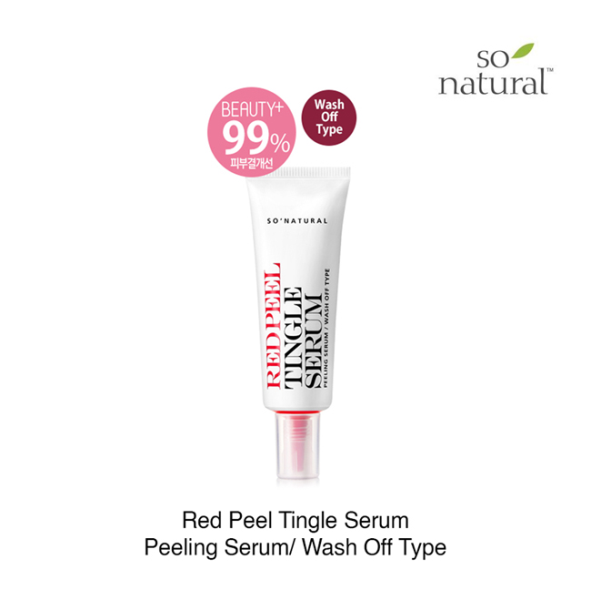 so
natural™
BEAUTY+
99%
피부결개선
Wash
Off
Type
SO'NATURAL
RED PEEL
TINGLE
SERUM
PEELING SERUM / WASH OFF TYPE
Red Peel Tingle Serum
Peeling Serum/ Wash Off Type